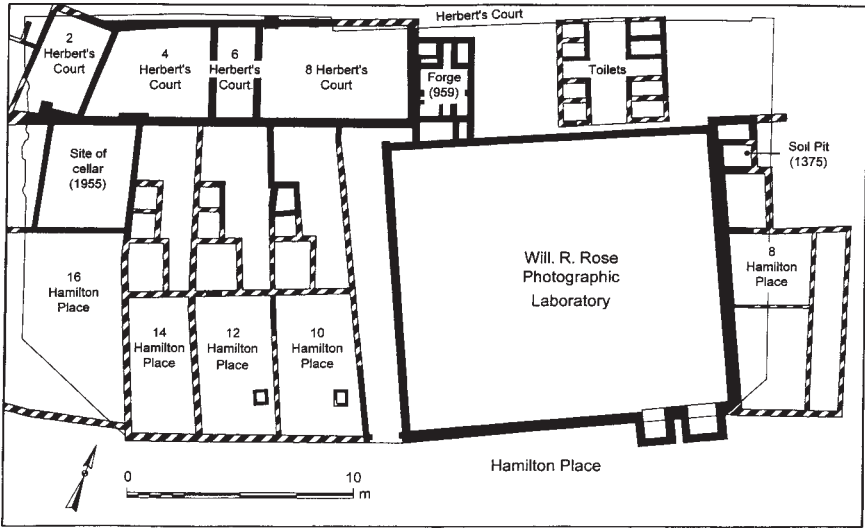 Herbert's Court
2
Herbert's
Court
4
Herbert's
Court
6
Herbert's
Court
8 Herbert's
Court
Forge
(959)
Toilets
Site of
cellar
(1955)
Soil Pit
(1375)
16
Hamilton
Place
14
Hamilton
Place
12
Hamilton
Place
10
Hamilton
Place
Will. R. Rose
Photographic
Laboratory
8
Hamilton
Place
Hamilton Place
0
10
m